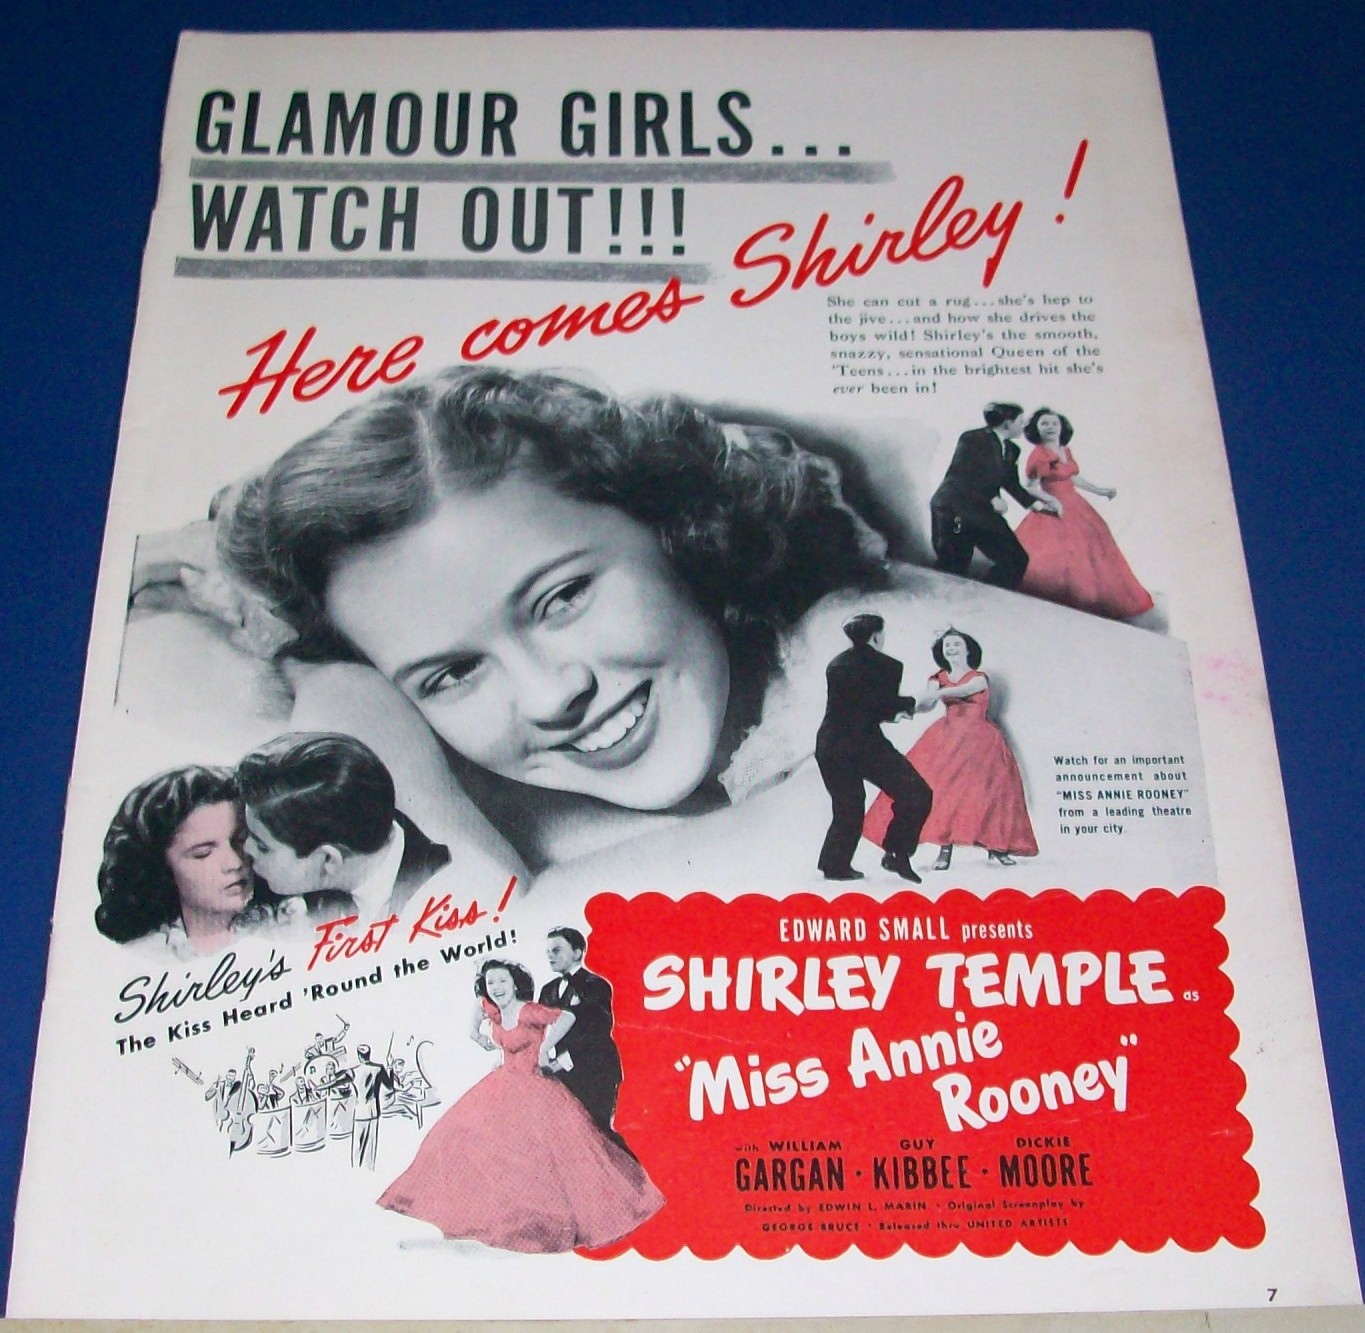 GLAMOUR GIRLS...
WATCH OUT!!!
Here comes Shirley!
She can cut a rug...she's hep to
the jive...and how she drives the
boys wild! Shirley's the smooth,
snazzy, sensational Queen of the
'Teens...in the brightest hit she's
ever been in!
Watch for an important
announcement about
"MISS ANNIE ROONEY"
from a leading theatre
in your city.
Shirley's First Kiss!
The Kiss Heard 'Round the World!
EDWARD SMALL presents
SHIRLEY TEMPLE as
"Miss Annie
Rooney"
with WILLIAM GUY DICKIE
GARGAN · KIBBEE · MOORE
Directed by EDWIN L. MARIN · Original Screenplay by
GEORGE BRUCE · Released thru UNITED ARTISTS
7